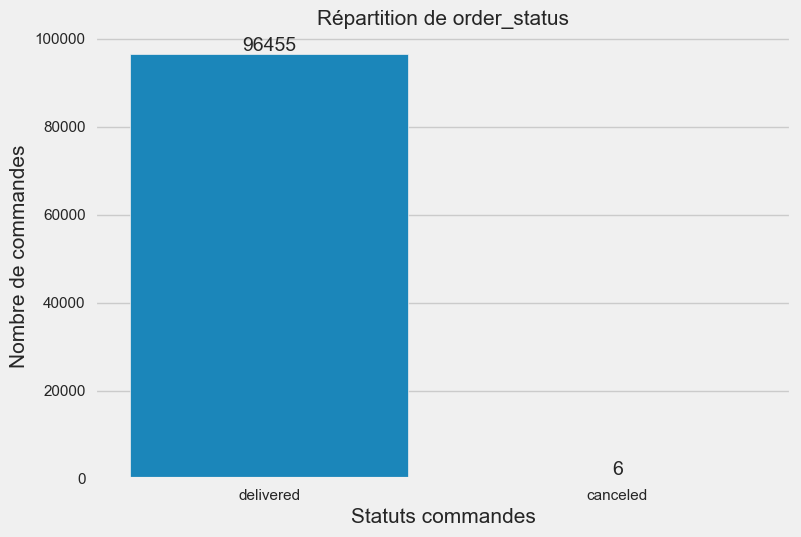 Répartition de order_status
100000
96455
80000
60000
40000
20000
0
6
delivered
canceled
Statuts commandes
Nombre de commandes